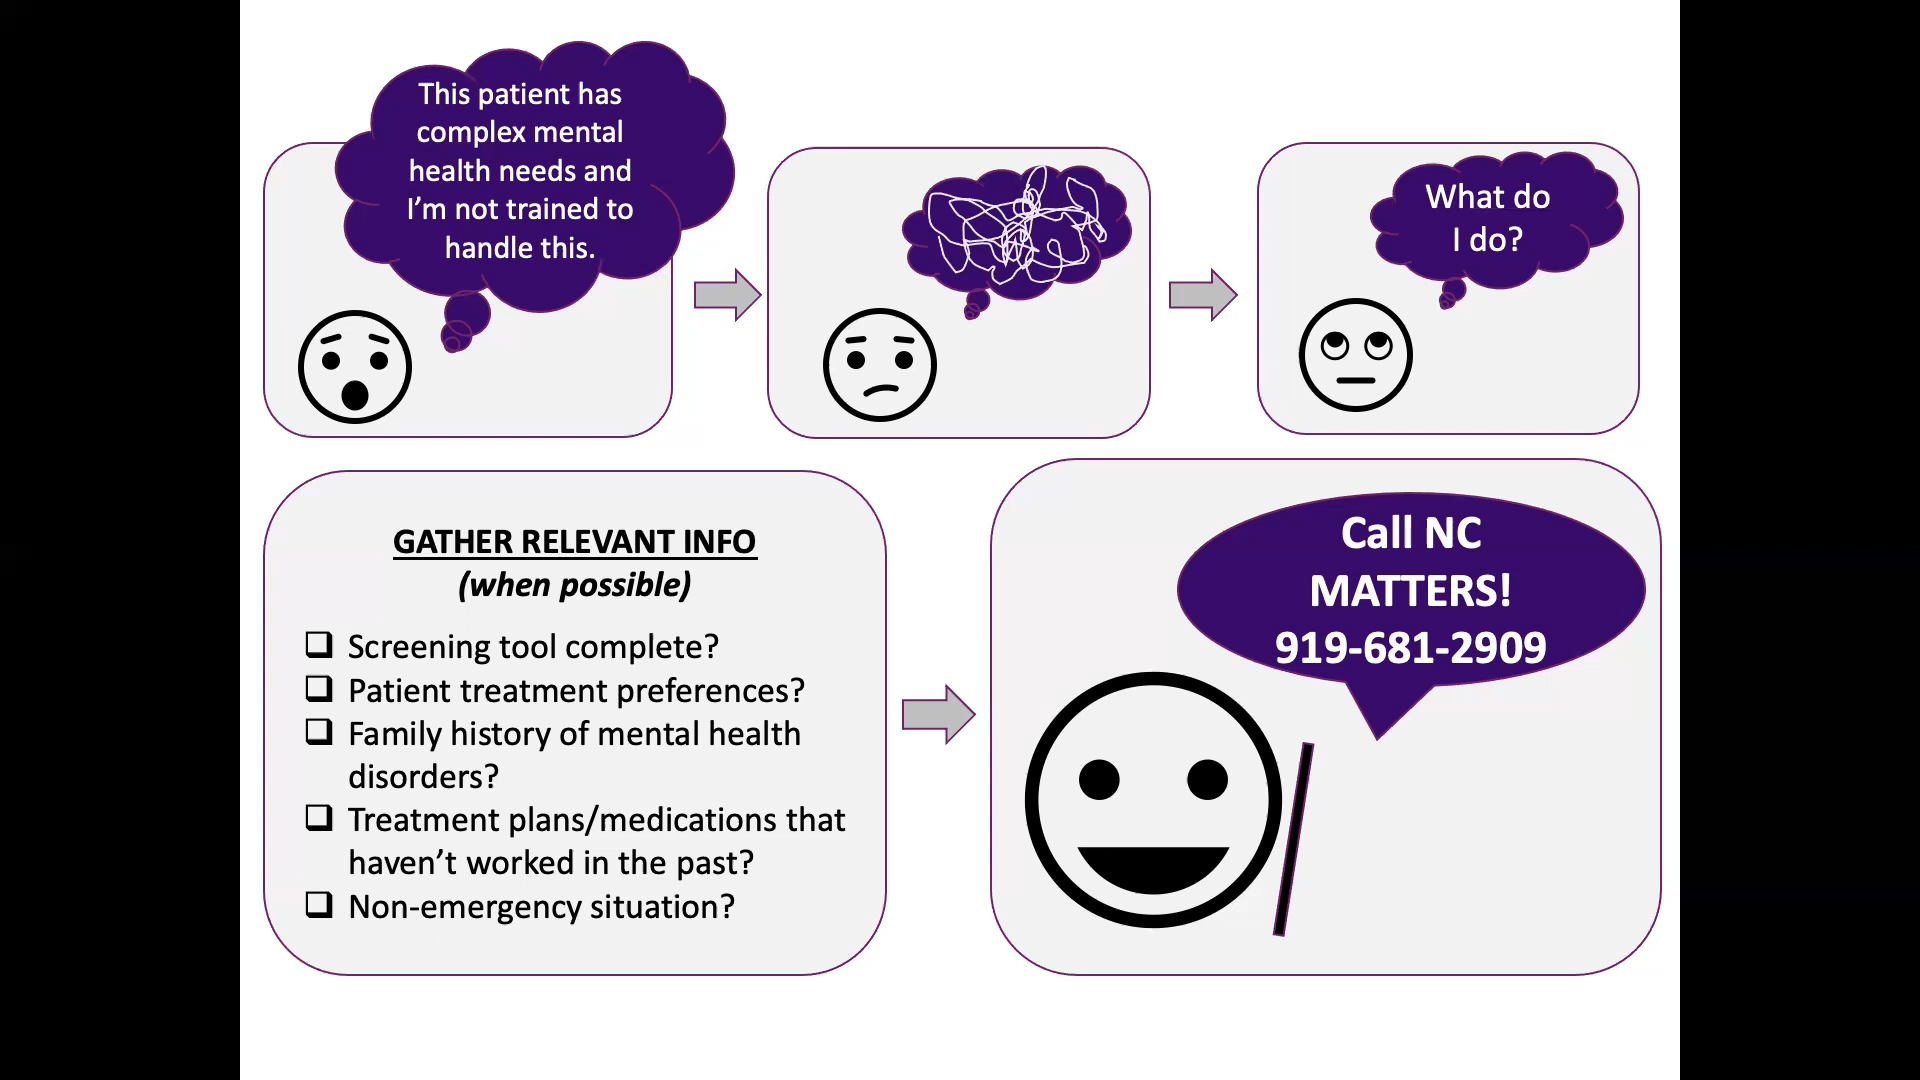 This patient has
complex mental
health needs and
I’m not trained to
handle this.
What do
I do?
GATHER RELEVANT INFO
(when possible)
Screening tool complete?
Patient treatment preferences?
Family history of mental health
disorders?
Treatment plans/medications that
haven’t worked in the past?
Non-emergency situation?
Call NC
MATTERS!
919-681-2909